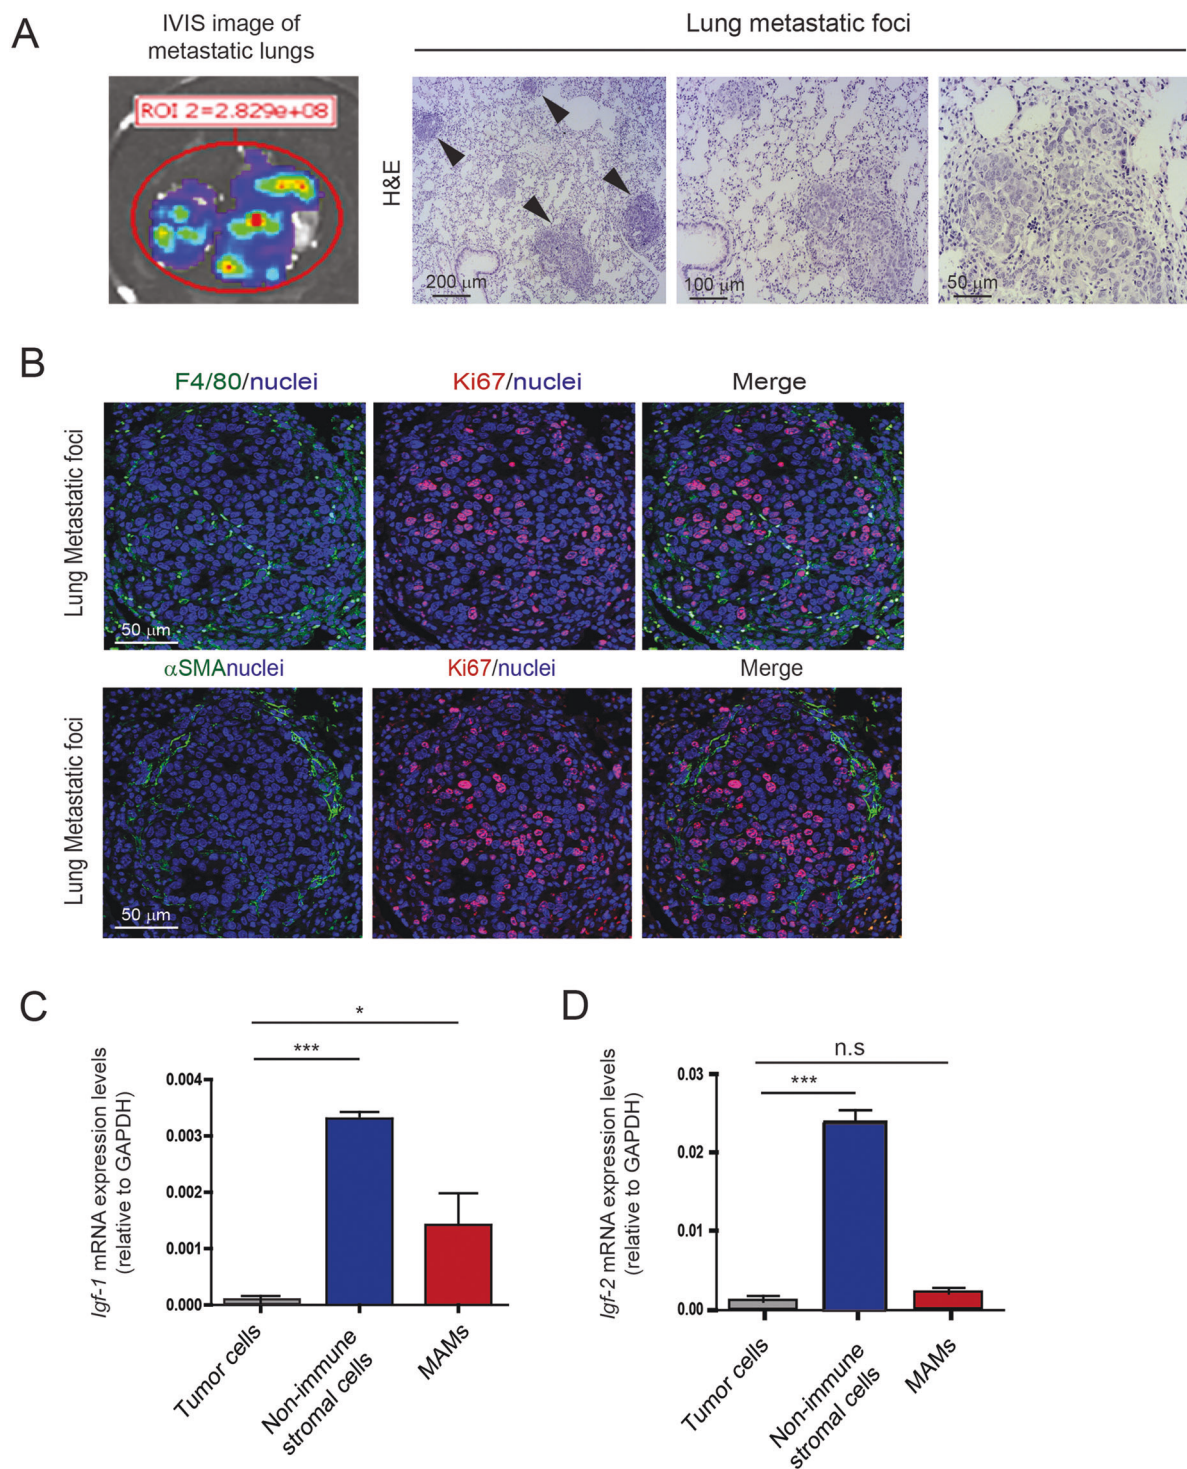 A
IVIS image of
metastatic lungs
Lung metastatic foci
ROI 2=2.829e+08
H&E
200 μm
100 μm
50 μm
B
F4/80/nuclei
Ki67/nuclei
Merge
Lung Metastatic foci
50 μm
αSMAnuclei
Ki67/nuclei
Merge
Lung Metastatic foci
50 μm
C
*
***
Igf-1 mRNA expression levels
(relative to GAPDH)
0.004
0.003
0.002
0.001
0.000
Tumor cells
Non-immune
stromal cells
MAMs
D
n.s
***
Igf-2 mRNA expression levels
(relative to GAPDH)
0.03
0.02
0.01
0.00
Tumor cells
Non-immune
stromal cells
MAMs